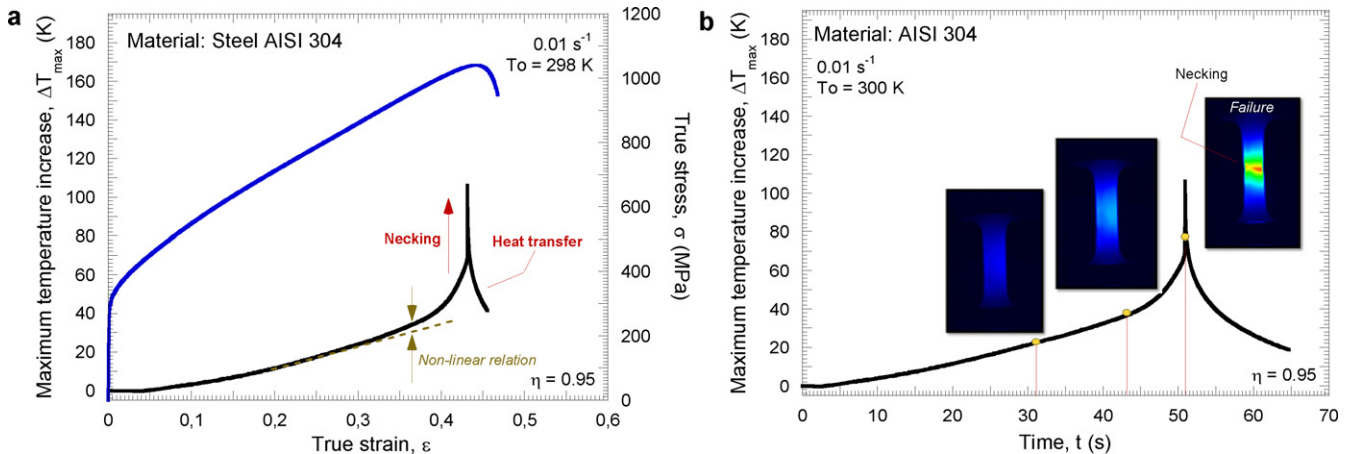 a
Material: Steel AISI 304
0.01 s⁻¹
To = 298 K
Maximum temperature increase, ΔT_max (K)
180
160
140
120
100
80
60
40
20
0
1200
1000
800
600
400
200
0
True stress, σ (MPa)
Necking
Heat transfer
Non-linear relation
η = 0.95
0
0,1
0,2
0,3
0,4
0,5
0,6
True strain, ε
b
Material: AISI 304
0.01 s⁻¹
To = 300 K
Maximum temperature increase, ΔT_max (K)
180
160
140
120
100
80
60
40
20
0
Necking
Failure
η = 0.95
0
10
20
30
40
50
60
70
Time, t (s)